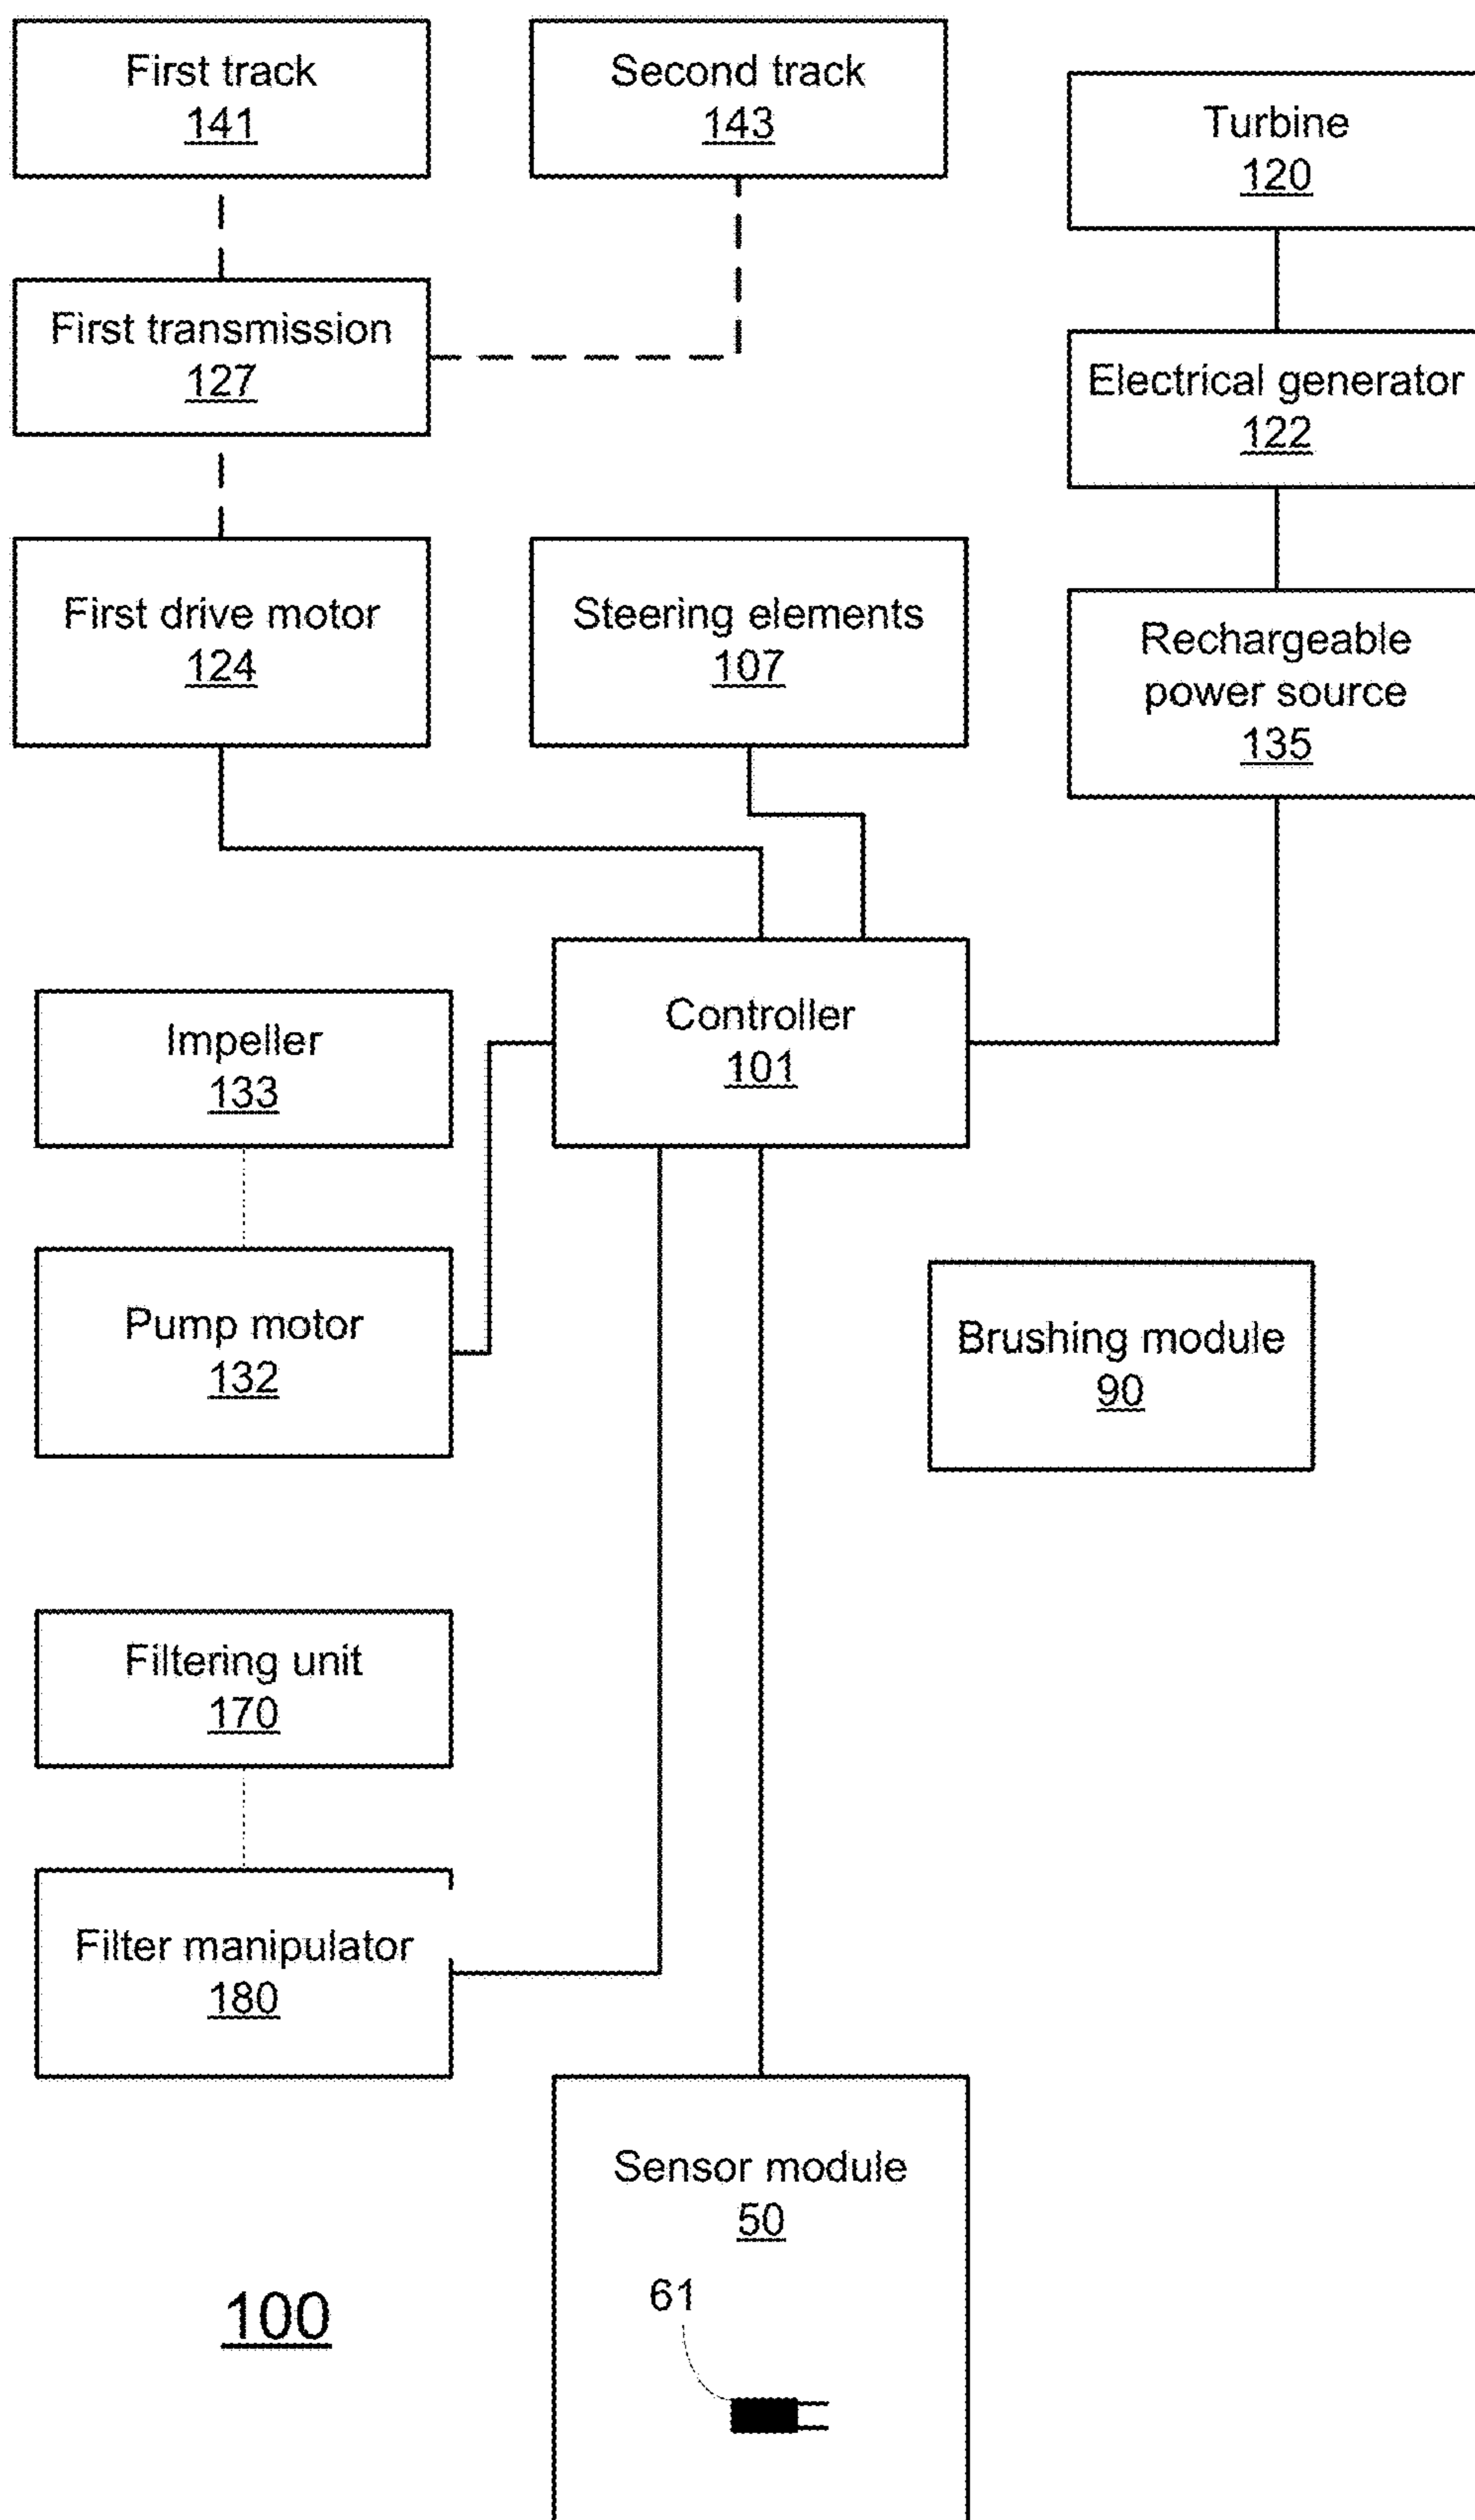 First track
141
Second track
143
Turbine
120
First transmission
127
Electrical generator
122
First drive motor
124
Steering elements
107
Rechargeable
power source
135
Controller
101
Impeller
133
Pump motor
132
Brushing module
90
Filtering unit
170
Filter manipulator
180
Sensor module
50
61
100